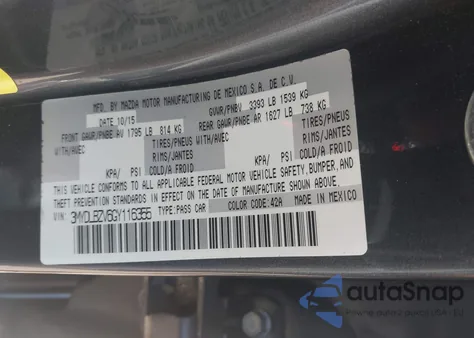 MFD. BY MAZDA MOTOR MANUFACTURING DE MEXICO S.A. DE C.V.
DATE 10/15 GVWR/PNBV 3393 LB 1539 KG
FRONT GAWR/PNBE AV 1795 LB 814 KG REAR GAWR/PNBE AR 1627 LB 738 KG
WITH/AVEC TIRES/PNEUS WITH/AVEC TIRES/PNEUS
RIMS/JANTES RIMS/JANTES
KPA/ PSI COLD/A FROID KPA/ PSI COLD/A FROID
THIS VEHICLE CONFORMS TO ALL APPLICABLE FEDERAL MOTOR VEHICLE SAFETY,BUMPER, AND
THEFT PREVENTION STANDARDS IN EFFECT ON THE DATE OF MANUFACTURE SHOWN ABOVE.
3MYDLBZV6GY116355 TYPE:PASS CAR COLOR CODE:42A MADE IN MEXICO
autoSnap